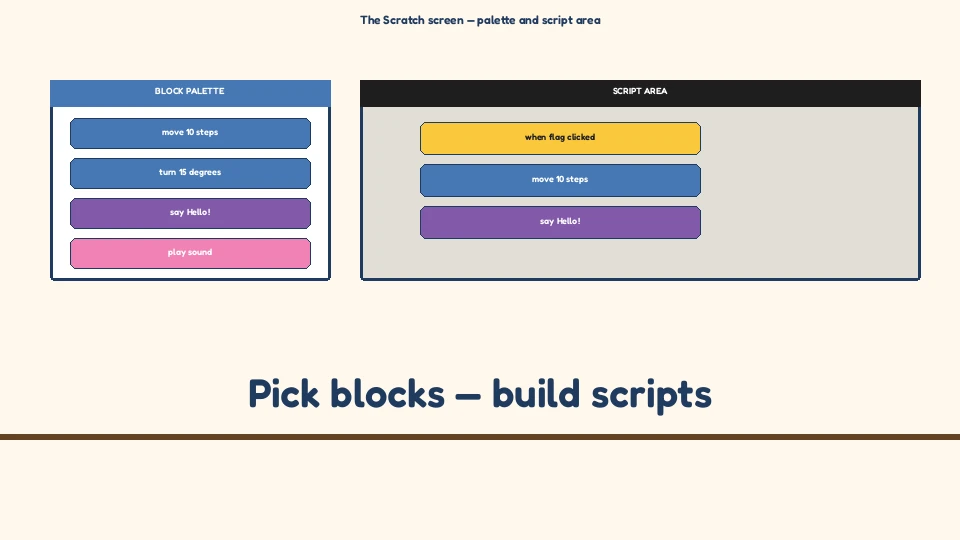 The Scratch screen — palette and script area
BLOCK PALETTE
move 10 steps
turn 15 degrees
say Hello!
play sound
SCRIPT AREA
when flag clicked
move 10 steps
say Hello!
Pick blocks — build scripts